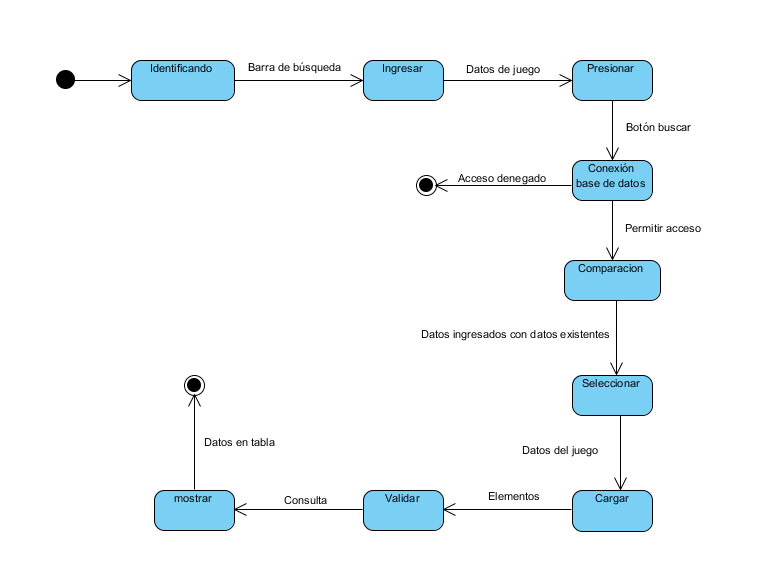 Identificando
Barra de búsqueda
Ingresar
Datos de juego
Presionar
Botón buscar
Conexión
base de datos
Acceso denegado
Permitir acceso
Comparacion
Datos ingresados con datos existentes
Seleccionar
Datos del juego
Cargar
Elementos
Validar
Consulta
mostrar
Datos en tabla